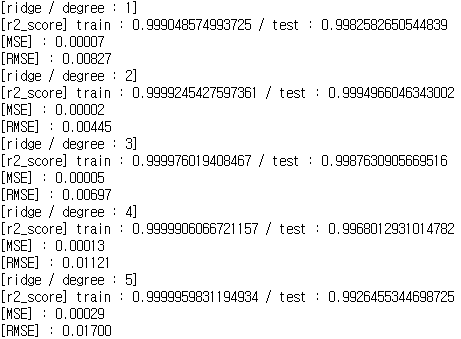 [ridge / degree : 1]
[r2_score] train : 0.999048574993725 / test : 0.9982582650544839
[MSE] : 0.00007
[RMSE] : 0.00827
[ridge / degree : 2]
[r2_score] train : 0.9999245427597361 / test : 0.9994966046343002
[MSE] : 0.00002
[RMSE] : 0.00445
[ridge / degree : 3]
[r2_score] train : 0.999976019408467 / test : 0.9987630905669516
[MSE] : 0.00005
[RMSE] : 0.00697
[ridge / degree : 4]
[r2_score] train : 0.9999906066721157 / test : 0.9968012931014782
[MSE] : 0.00013
[RMSE] : 0.01121
[ridge / degree : 5]
[r2_score] train : 0.9999959831194934 / test : 0.9926455344698725
[MSE] : 0.00029
[RMSE] : 0.01700